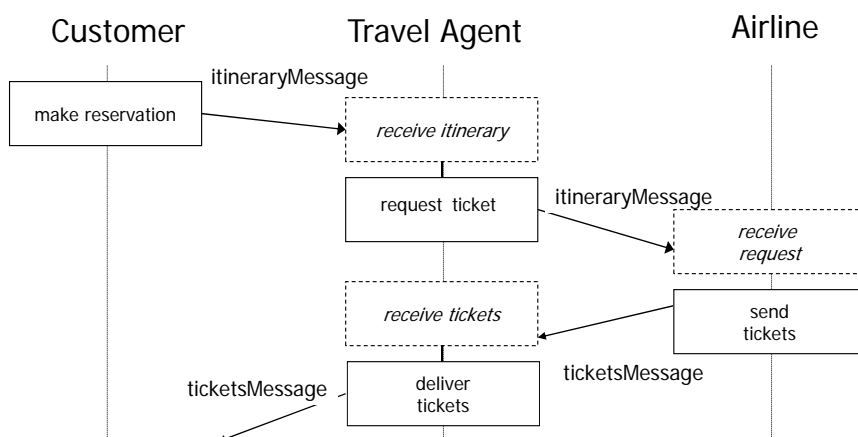 Customer
Travel Agent
Airline
itineraryMessage
make reservation
receive itinerary
request ticket
itineraryMessage
receive
request
receive tickets
send
tickets
ticketsMessage
ticketsMessage
deliver
tickets